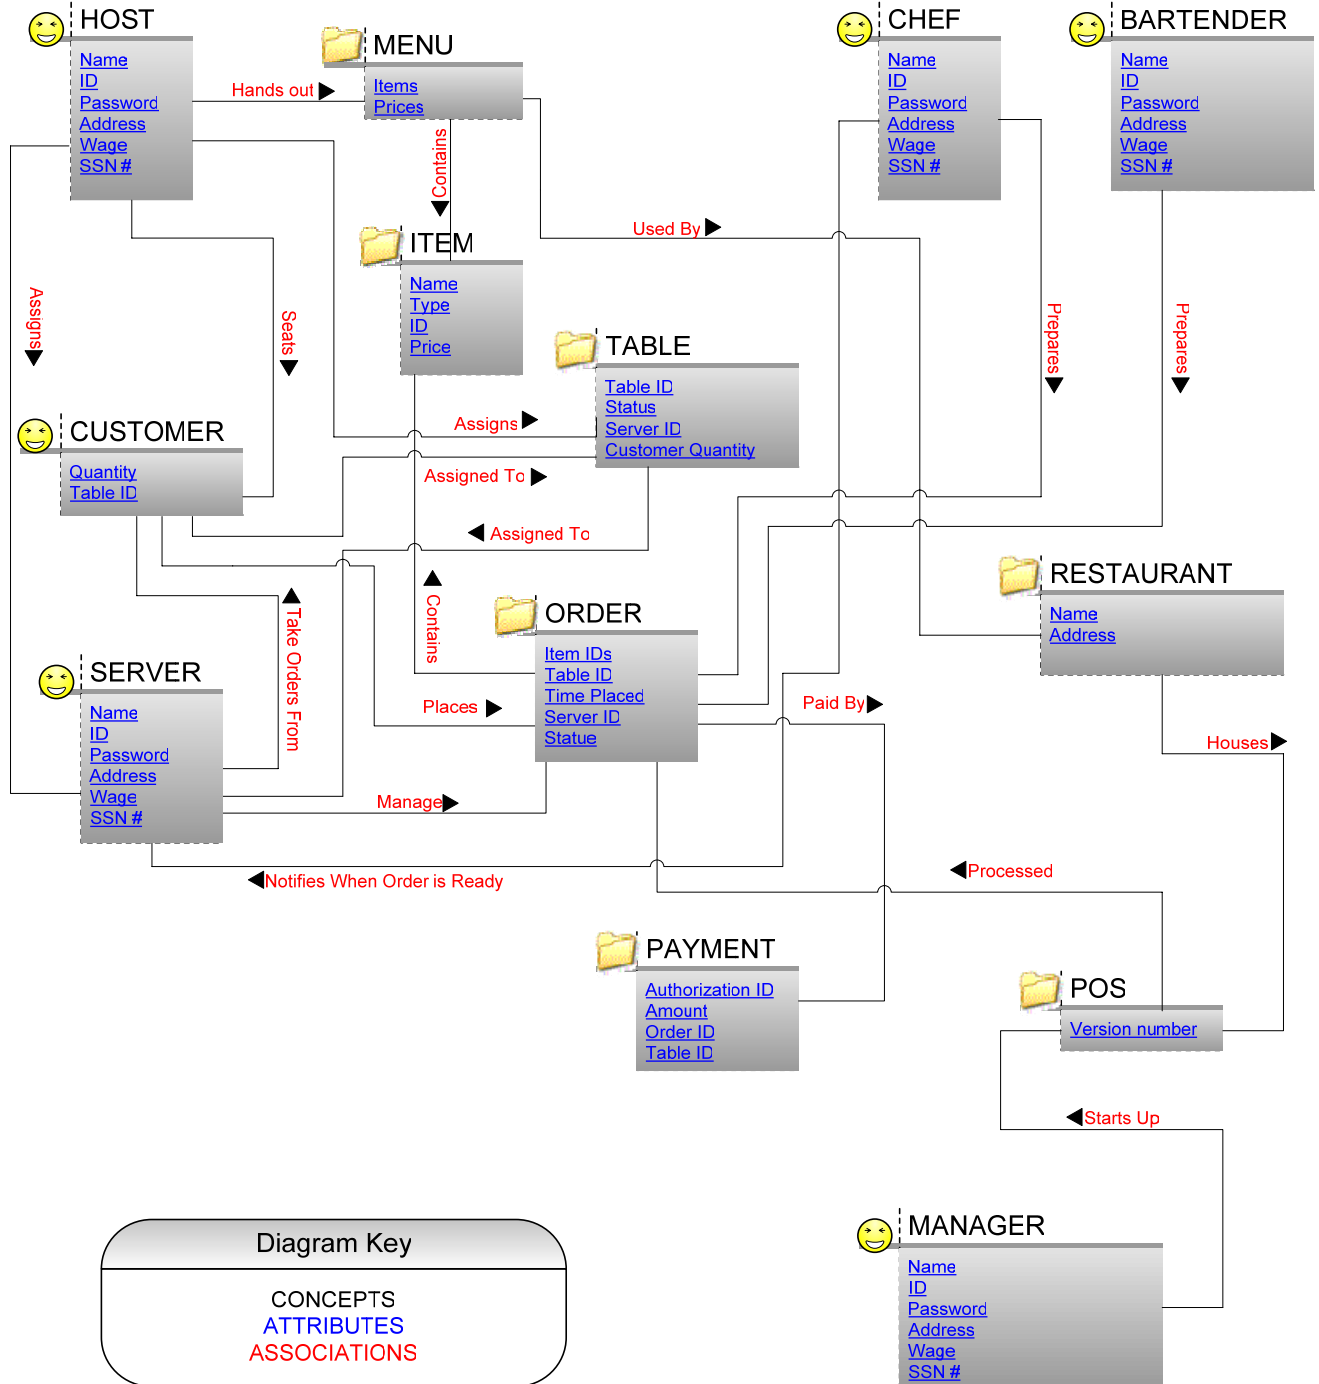 HOST
Name
ID
Password
Address
Wage
SSN #
MENU
Items
Prices
CHEF
Name
ID
Password
Address
Wage
SSN #
BARTENDER
Name
ID
Password
Address
Wage
SSN #
Hands out
Contains
Used By
ITEM
Name
Type
ID
Price
Assigns
Seats
Prepares
Prepares
TABLE
Table ID
Status
Server ID
Customer Quantity
Assigns
CUSTOMER
Quantity
Table ID
Assigned To
Assigned To
RESTAURANT
Name
Address
Take Orders From
Contains
ORDER
Item IDs
Table ID
Time Placed
Server ID
Statue
SERVER
Name
ID
Password
Address
Wage
SSN #
Places
Paid By
Houses
Manage
Notifies When Order is Ready
Processed
PAYMENT
Authorization ID
Amount
Order ID
Table ID
POS
Version number
Starts Up
MANAGER
Name
ID
Password
Address
Wage
SSN #
Diagram Key
CONCEPTS
ATTRIBUTES
ASSOCIATIONS